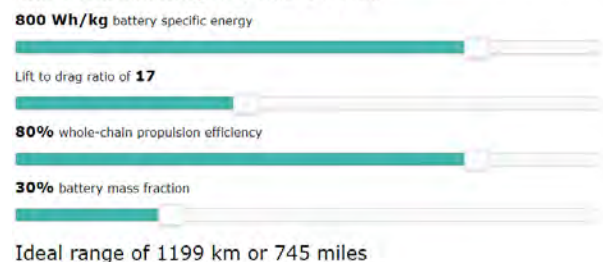 800 Wh/kg battery specific energy
Lift to drag ratio of 17
80% whole-chain propulsion efficiency
30% battery mass fraction
Ideal range of 1199 km or 745 miles